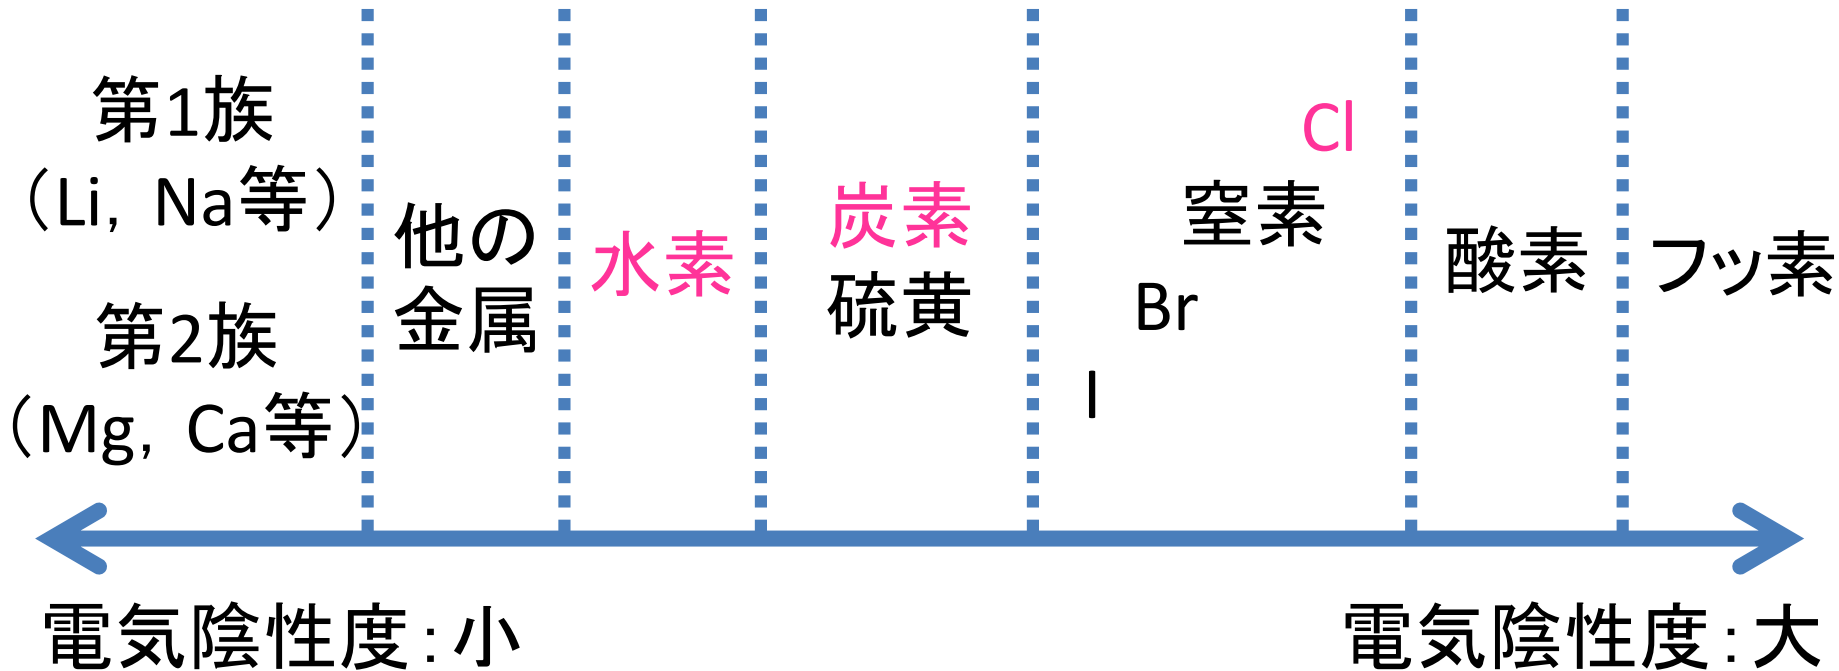 第1族
（Li, Na等）
第2族
（Mg, Ca等）
他の
金属
水素
炭素
硫黄
Cl
窒素
Br
I
酸素
フッ素
電気陰性度：小
電気陰性度：大